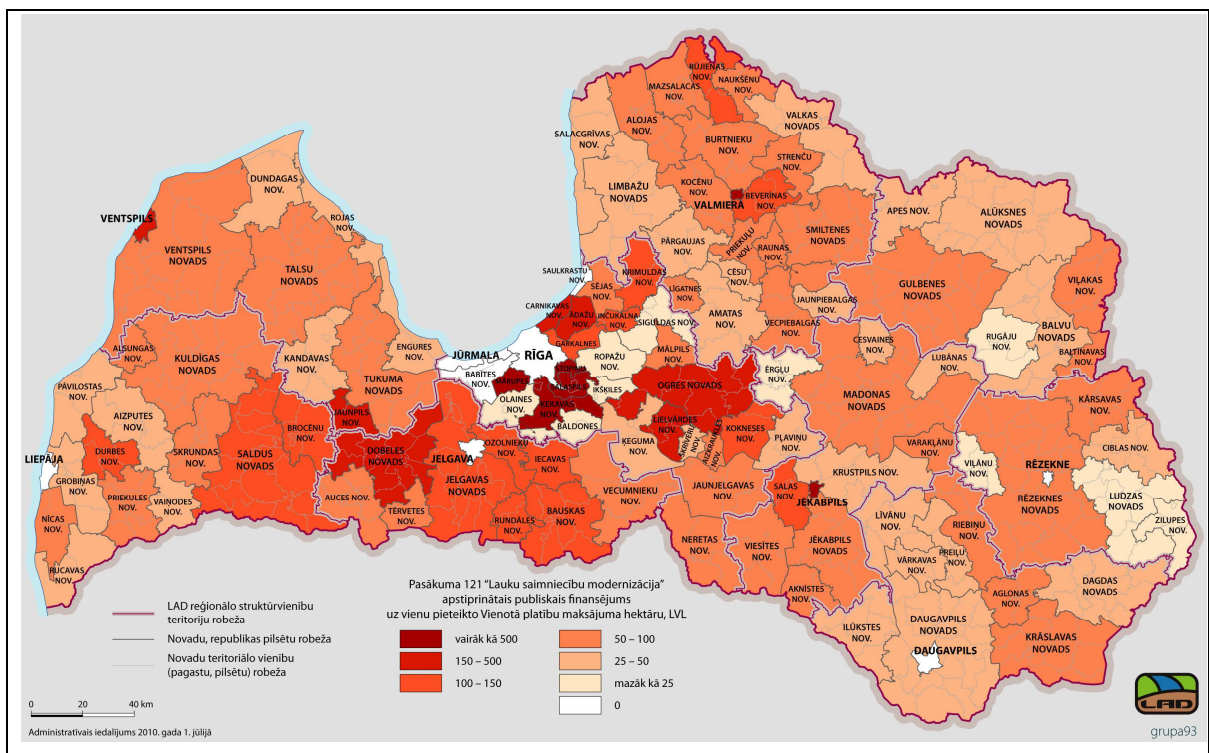 RŪJIENAS
NOV.
NAUKŠĒNU
NOV.
MAZSALACAS
NOV.
VALKAS
NOVADS
ALOJAS
NOV.
SALACGRĪVAS
NOV.
BURTNIEKU
NOV.
STRENČU
NOV.
DUNDAGAS
NOV.
LIMBAŽU
NOVADS
KOCĒNU
NOV.
BEVERĪNAS
NOV.
VALMIERA
VENTSPILS
ROJAS
NOV.
APES NOV.
ALŪKSNES
NOV.
SMILTENES
NOVADS
PĀRGAUJAS
NOV.
PRIEKUĻU
NOV.
RAUNAS
NOV.
VENTSPILS
NOVADS
TALSU
NOVADS
SAULKRASTU
NOV.
KRIMULDAS
NOV.
SĒJAS
NOV.
LĪGATNES
NOV.
CĒSU
NOV.
GULBENES
NOVADS
VIĻAKAS
NOV.
JAUNPIEBALGAS
NOV.
CARNIKAVAS
NOV.
ĀDAŽU
NOV.
INČUKALNA
NOV.
SIGULDAS NOV.
AMATAS
NOV.
VECPIEBALGAS
NOV.
RUGĀJU
NOV.
BALVU
NOVADS
ALSUNGAS
NOV.
KULDĪGAS
NOVADS
KANDAVAS
NOV.
ENGURES
NOV.
JŪRMALA
RĪGA
GARKALNES
ROPAŽU
NOV.
MĀLPILS
NOV.
CESVAINES
NOV.
LUBĀNAS
NOV.
BALTINAVAS
NOV.
PĀVILOSTAS
NOV.
TUKUMA
NOVADS
BABĪTES
NOV.
MĀRUPES
STOPIŅU
SALASPILS
IKŠĶILES
OGRES NOVADS
ĒRGĻU
NOV.
MADONAS
NOVADS
KĀRSAVAS
NOV.
AIZPUTES
NOV.
JAUNPILS
NOV.
OLAINES
NOV.
ĶEKAVAS
NOV.
BALDONES
LIELVĀRDES
NOV.
SKRĪVERU
NOV.
AIZKRAUKLES
NOV.
KOKNESES
NOV.
BROCĒNU
NOV.
DURBES
NOV.
SKRUNDAS
NOV.
SALDUS
NOVADS
DOBELES
NOVADS
JELGAVA
OZOLNIEKU
NOV.
ĶEGUMA
NOV.
PĻAVIŅU
NOV.
VARAKĻĀNU
NOV.
CIBLAS NOV.
LIEPĀJA
GROBIŅAS
NOV.
IECAVAS
NOV.
VIĻĀNU
NOV.
RĒZEKNE
KRUSTPILS NOV.
JELGAVAS
NOVADS
JAUNJELGAVAS
NOV.
SALAS
NOV.
JĒKABPILS
RĒZEKNES
NOVADS
LUDZAS
NOVADS
PRIEKULES
NOV.
VAIŅODES
NOV.
AUCES NOV.
TĒRVETES
NOV.
VECUMNIEKU
NOV.
LĪVĀNU
NOV.
ZILUPES
NOV.
NĪCAS
NOV.
RUNDĀLES
NOV.
BAUSKAS
NOV.
RIEBIŅU
NOV.
NERETAS
NOV.
VIESĪTES
NOV.
JĒKABPILS
NOVADS
PREIĻU
NOV.
VĀRKAVAS
NOV.
RUCAVAS
NOV.
DAGDAS
NOV.
AKNĪSTES
NOV.
AGLONAS
NOV.
ILŪKSTES
NOV.
DAUGAVPILS
NOVADS
KRĀSLAVAS
NOVADS
DAUGAVPILS
Pasākuma 121 "Lauku saimniecību modernizācija"
apstiprinātais publiskais finansējums
uz vienu pieteikto Vienotā platību maksājuma hektāru, LVL
LAD reģionālo struktūrvienību
teritoriju robeža
Novadu, republikas pilsētu robeža
Novadu teritoriālo vienību
(pagastu, pilsētu) robeža
vairāk kā 500
150 – 500
100 – 150
50 – 100
25 – 50
mazāk kā 25
0
0 20 40 km
Administratīvais iedalījums 2010. gada 1. jūlijā
LAD
grupa93